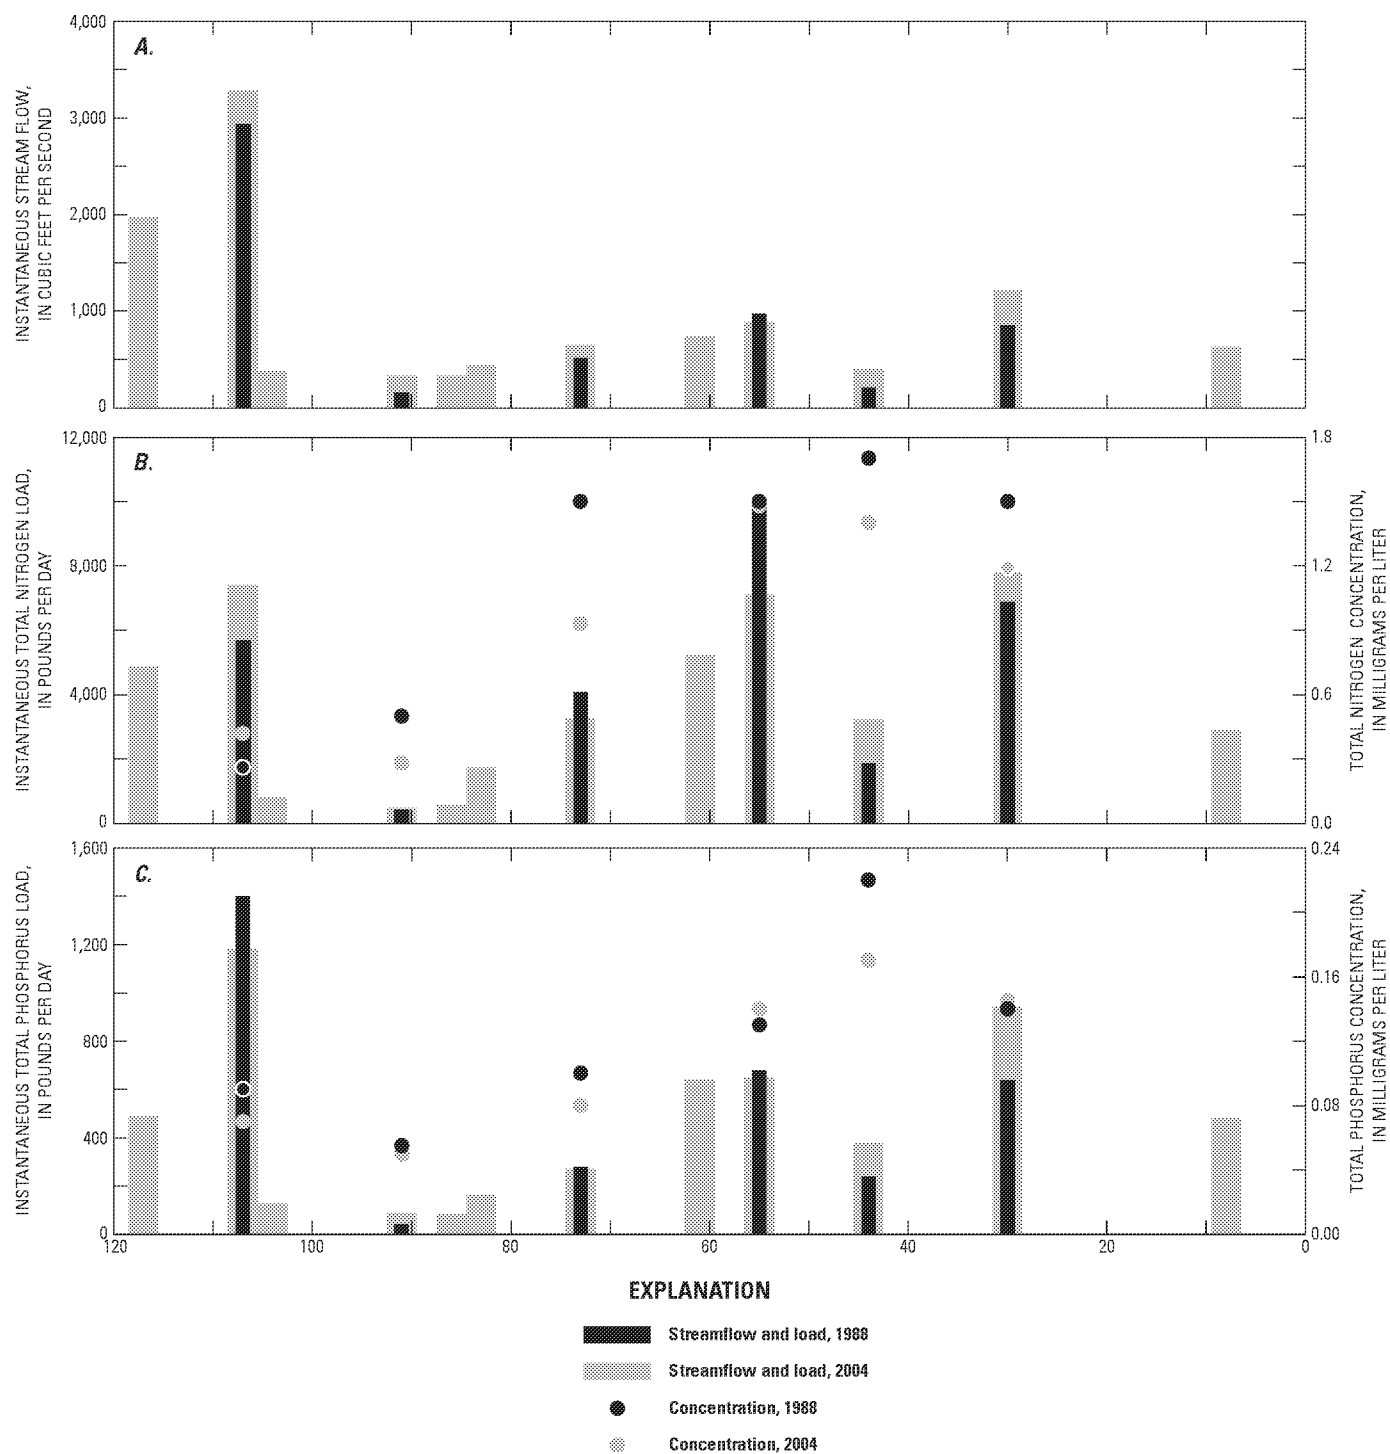 A.
INSTANTANEOUS STREAM FLOW,
IN CUBIC FEET PER SECOND
4,000
3,000
2,000
1,000
0
B.
INSTANTANEOUS TOTAL NITROGEN LOAD,
IN POUNDS PER DAY
12,000
8,000
4,000
0
1.8
1.2
0.6
0.0
TOTAL NITROGEN CONCENTRATION,
IN MILLIGRAMS PER LITER
C.
INSTANTANEOUS TOTAL PHOSPHORUS LOAD,
IN POUNDS PER DAY
1,600
1,200
800
400
0
0.24
0.16
0.08
0.00
TOTAL PHOSPHORUS CONCENTRATION,
IN MILLIGRAMS PER LITER
120 100 80 60 40 20 0
EXPLANATION
Streamflow and load, 1988
Streamflow and load, 2004
Concentration, 1988
Concentration, 2004